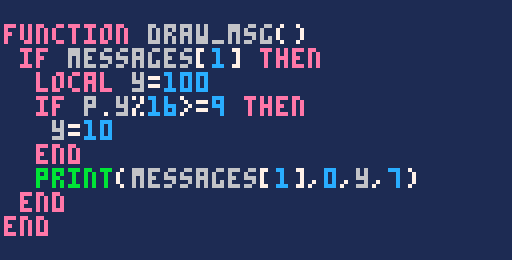 FUNCTION DRAW_MSG()
 IF MESSAGES[1] THEN
  LOCAL Y=100
  IF P.Y%16>=9 THEN
   Y=10
  END
  PRINT(MESSAGES[1],0,Y,7)
 END
END